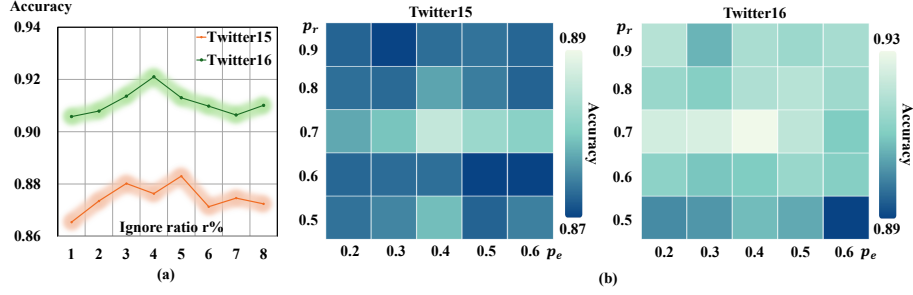 Accuracy
0.94
0.92
0.90
0.88
0.86
Twitter15
Twitter16
Ignore ratio r%
1 2 3 4 5 6 7 8
(a)
Twitter15
p_r
0.9
0.8
0.7
0.6
0.5
0.2 0.3 0.4 0.5 0.6 p_e
0.89
Accuracy
0.87
Twitter16
p_r
0.9
0.8
0.7
0.6
0.5
0.2 0.3 0.4 0.5 0.6 p_e
0.93
Accuracy
0.89
(b)